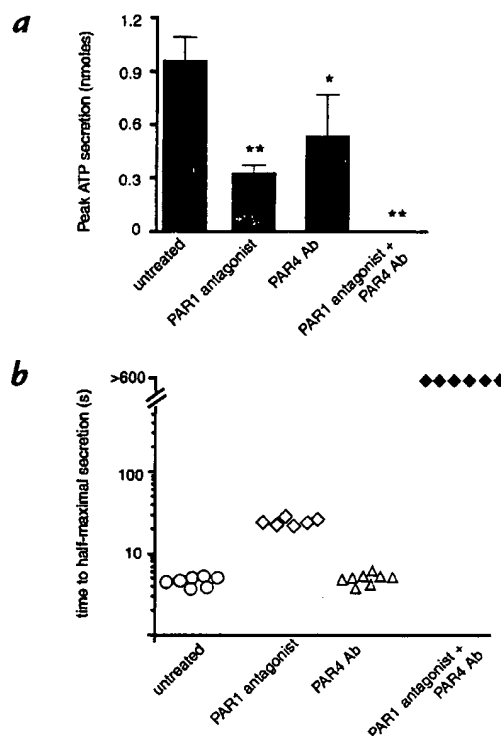 a
Peak ATP secretion (nmoles)
1.2
0.9
0.6
0.3
0
**
*
**
untreated
PAR1 antagonist
PAR4 Ab
PAR1 antagonist +
PAR4 Ab
b
time to half-maximal secretion (s)
>600
100
10
untreated
PAR1 antagonist
PAR4 Ab
PAR1 antagonist +
PAR4 Ab